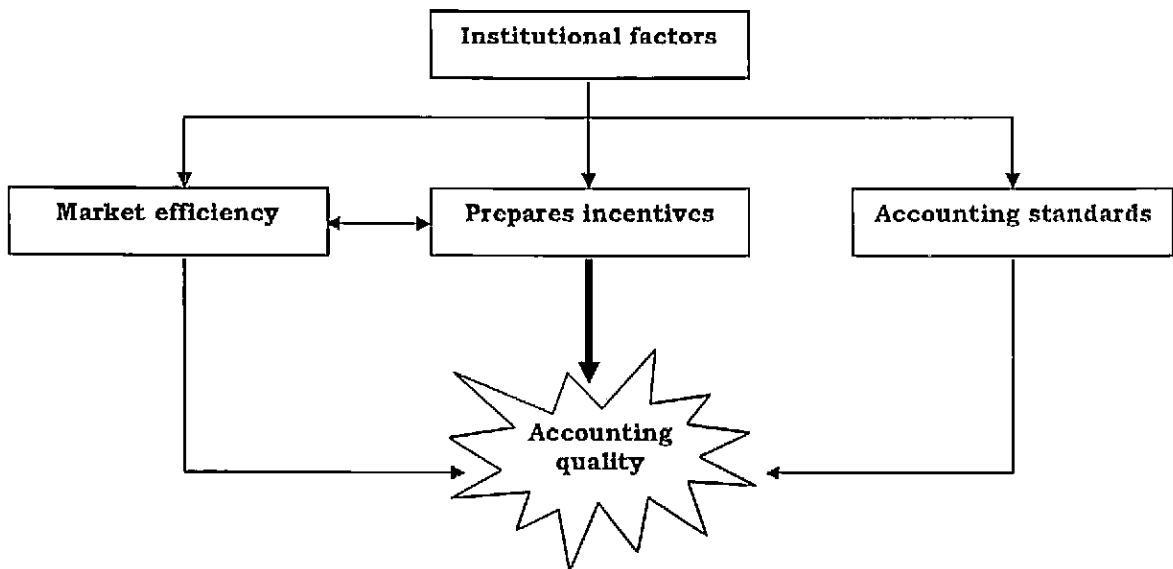 Institutional factors
Market efficiency
Prepares incentives
Accounting standards
Accounting
quality